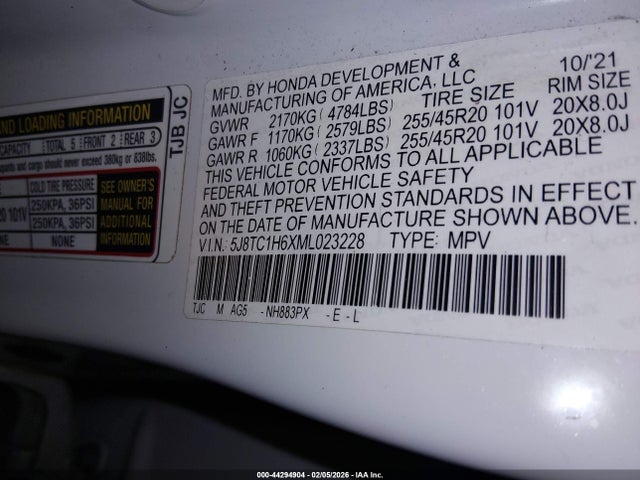 MFD. BY HONDA DEVELOPMENT & 10/'21
MANUFACTURING OF AMERICA, LLC
GVWR 2170KG ( 4784LBS) TIRE SIZE RIM SIZE
GAWR F 1170KG ( 2579LBS) 255/45R20 101V 20X8.0J
GAWR R 1060KG ( 2337LBS) 255/45R20 101V 20X8.0J
THIS VEHICLE CONFORMS TO ALL APPLICABLE
FEDERAL MOTOR VEHICLE SAFETY
AND THEFT PREVENTION STANDARDS IN EFFECT
ON THE DATE OF MANUFACTURE SHOWN ABOVE.
V.I.N.: 5J8TC1H6XML023228 TYPE: MPV
TJC M AG5 -NH883PX -E-L
AND LOADING INFORMATION
CAPACITY TOTAL 5 FRONT 2 REAR 3
and cargo should never exceed 380kg or 838lbs.
COLD TIRE PRESSURE
250KPA, 36PSI
101V 250KPA, 36PSI
NONE
SEE OWNER'S
MANUAL FOR
ADDITIONAL
INFORMATION
TJB JC
000-44294904 - 02/05/2026 - IAA Inc.